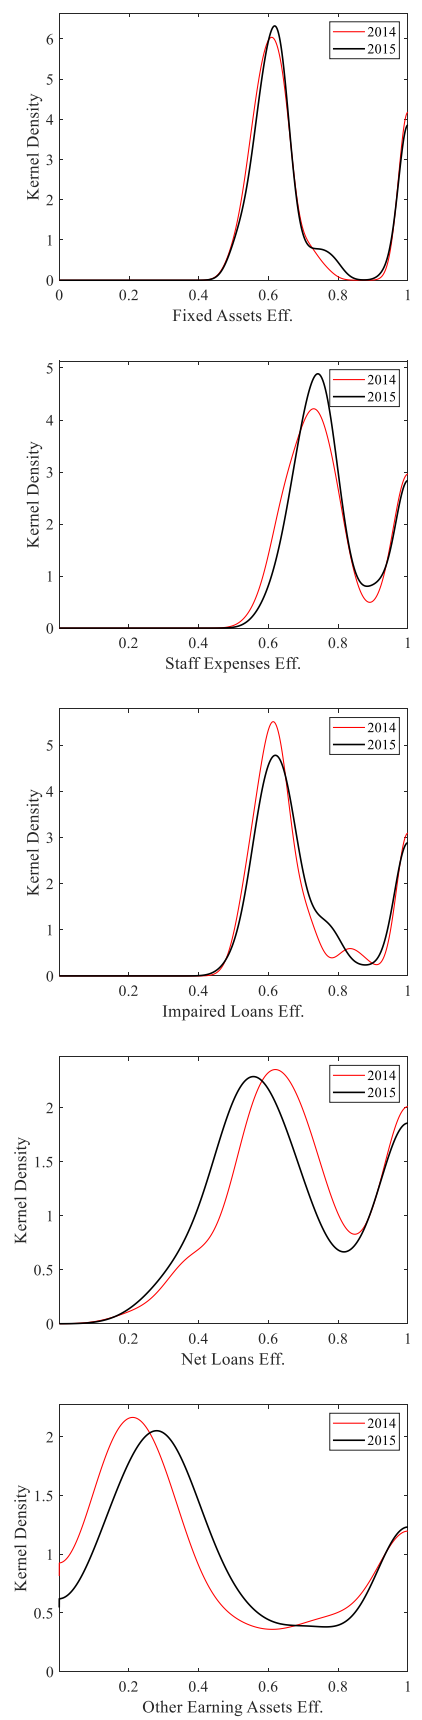 6
5
4
3
2
1
0
Kernel Density
2014
2015
0 0.2 0.4 0.6 0.8 1
Fixed Assets Eff.
5
4
3
2
1
0
Kernel Density
2014
2015
0.2 0.4 0.6 0.8 1
Staff Expenses Eff.
5
4
3
2
1
0
Kernel Density
2014
2015
0.2 0.4 0.6 0.8 1
Impaired Loans Eff.
2
1.5
1
0.5
0
Kernel Density
2014
2015
0.2 0.4 0.6 0.8 1
Net Loans Eff.
2
1.5
1
0.5
0
Kernel Density
2014
2015
0.2 0.4 0.6 0.8 1
Other Earning Assets Eff.